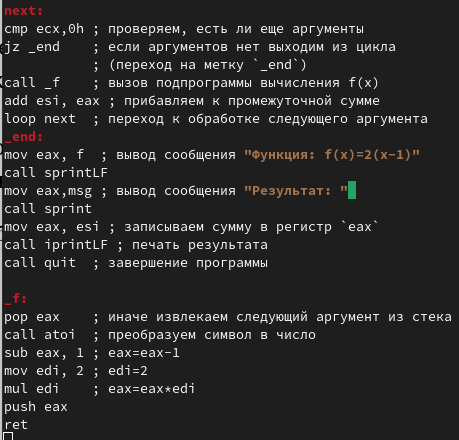 next:
cmp ecx,0h ; проверяем, есть ли еще аргументы
jz _end    ; если аргументов нет выходим из цикла
           ; (переход на метку `_end`)
call _f    ; вызов подпрограммы вычисления f(x)
add esi, eax ; прибавляем к промежуточной сумме
loop next  ; переход к обработке следующего аргумента
_end:
mov eax, f  ; вывод сообщения "Функция: f(x)=2(x-1)"
call sprintLF
mov eax,msg ; вывод сообщения "Результат: "
call sprint
mov eax, esi ; записываем сумму в регистр `eax`
call iprintLF ; печать результата
call quit  ; завершение программы
_f:
pop eax    ; иначе извлекаем следующий аргумент из стека
call atoi  ; преобразуем символ в число
sub eax, 1 ; eax=eax-1
mov edi, 2 ; edi=2
mul edi    ; eax=eax*edi
push eax
ret